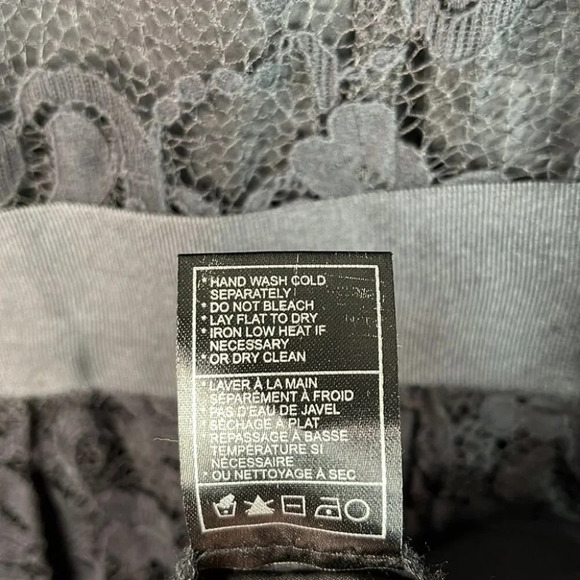 * HAND WASH COLD
SEPARATELY
* DO NOT BLEACH
* LAY FLAT TO DRY
* IRON LOW HEAT IF
NECESSARY
* OR DRY CLEAN
* LAVER À LA MAIN
SÉPARÉMENT À FROID
* PAS D'EAU DE JAVEL
* SÉCHAGE À PLAT
REPASSAGE À BASSE
TEMPÉRATURE SI
NÉCESSAIRE
* OU NETTOYAGE À SEC